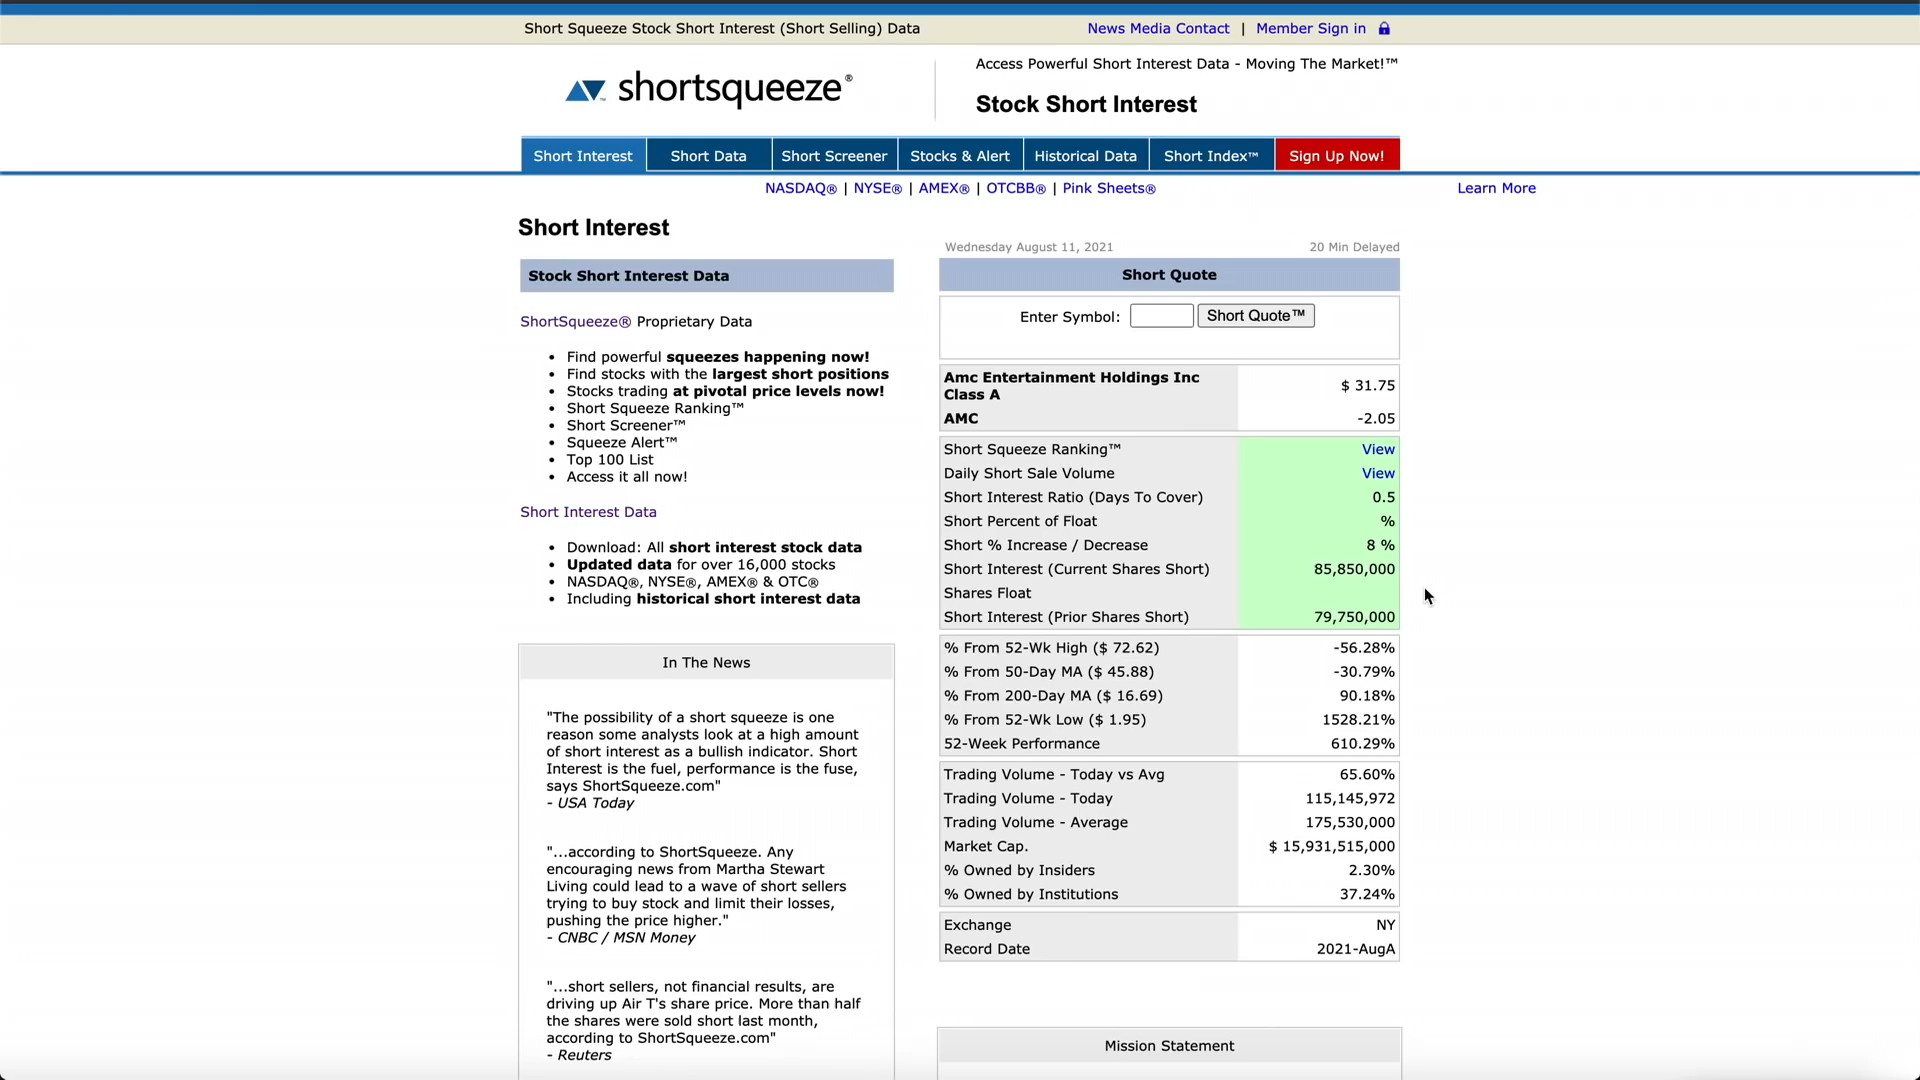 Short Squeeze Stock Short Interest (Short Selling) Data
News Media Contact | Member Sign in
shortsqueeze®
Access Powerful Short Interest Data - Moving The Market!™
Stock Short Interest
Short Interest
Short Data
Short Screener
Stocks & Alert
Historical Data
Short Index™
Sign Up Now!
NASDAQ® | NYSE® | AMEX® | OTCBB® | Pink Sheets®
Learn More
Short Interest
Stock Short Interest Data
ShortSqueeze® Proprietary Data
• Find powerful squeezes happening now!
• Find stocks with the largest short positions
• Stocks trading at pivotal price levels now!
• Short Squeeze Ranking™
• Short Screener™
• Squeeze Alert™
• Top 100 List
• Access it all now!
Short Interest Data
• Download: All short interest stock data
• Updated data for over 16,000 stocks
• NASDAQ®, NYSE®, AMEX® & OTC®
• Including historical short interest data
In The News
"The possibility of a short squeeze is one
reason some analysts look at a high amount
of short interest as a bullish indicator. Short
Interest is the fuel, performance is the fuse,
says ShortSqueeze.com"
- USA Today
"...according to ShortSqueeze. Any
encouraging news from Martha Stewart
Living could lead to a wave of short sellers
trying to buy stock and limit their losses,
pushing the price higher."
- CNBC / MSN Money
"...short sellers, not financial results, are
driving up Air T's share price. More than half
the shares were sold short last month,
according to ShortSqueeze.com"
- Reuters
Wednesday August 11, 2021
20 Min Delayed
Short Quote
Enter Symbol: Short Quote™
Amc Entertainment Holdings Inc
Class A
$ 31.75
AMC -2.05
Short Squeeze Ranking™ View
Daily Short Sale Volume View
Short Interest Ratio (Days To Cover) 0.5
Short Percent of Float %
Short % Increase / Decrease 8 %
Short Interest (Current Shares Short) 85,850,000
Shares Float
Short Interest (Prior Shares Short) 79,750,000
% From 52-Wk High ($ 72.62) -56.28%
% From 50-Day MA ($ 45.88) -30.79%
% From 200-Day MA ($ 16.69) 90.18%
% From 52-Wk Low ($ 1.95) 1528.21%
52-Week Performance 610.29%
Trading Volume - Today vs Avg 65.60%
Trading Volume - Today 115,145,972
Trading Volume - Average 175,530,000
Market Cap. $ 15,931,515,000
% Owned by Insiders 2.30%
% Owned by Institutions 37.24%
Exchange NY
Record Date 2021-AugA
Mission Statement